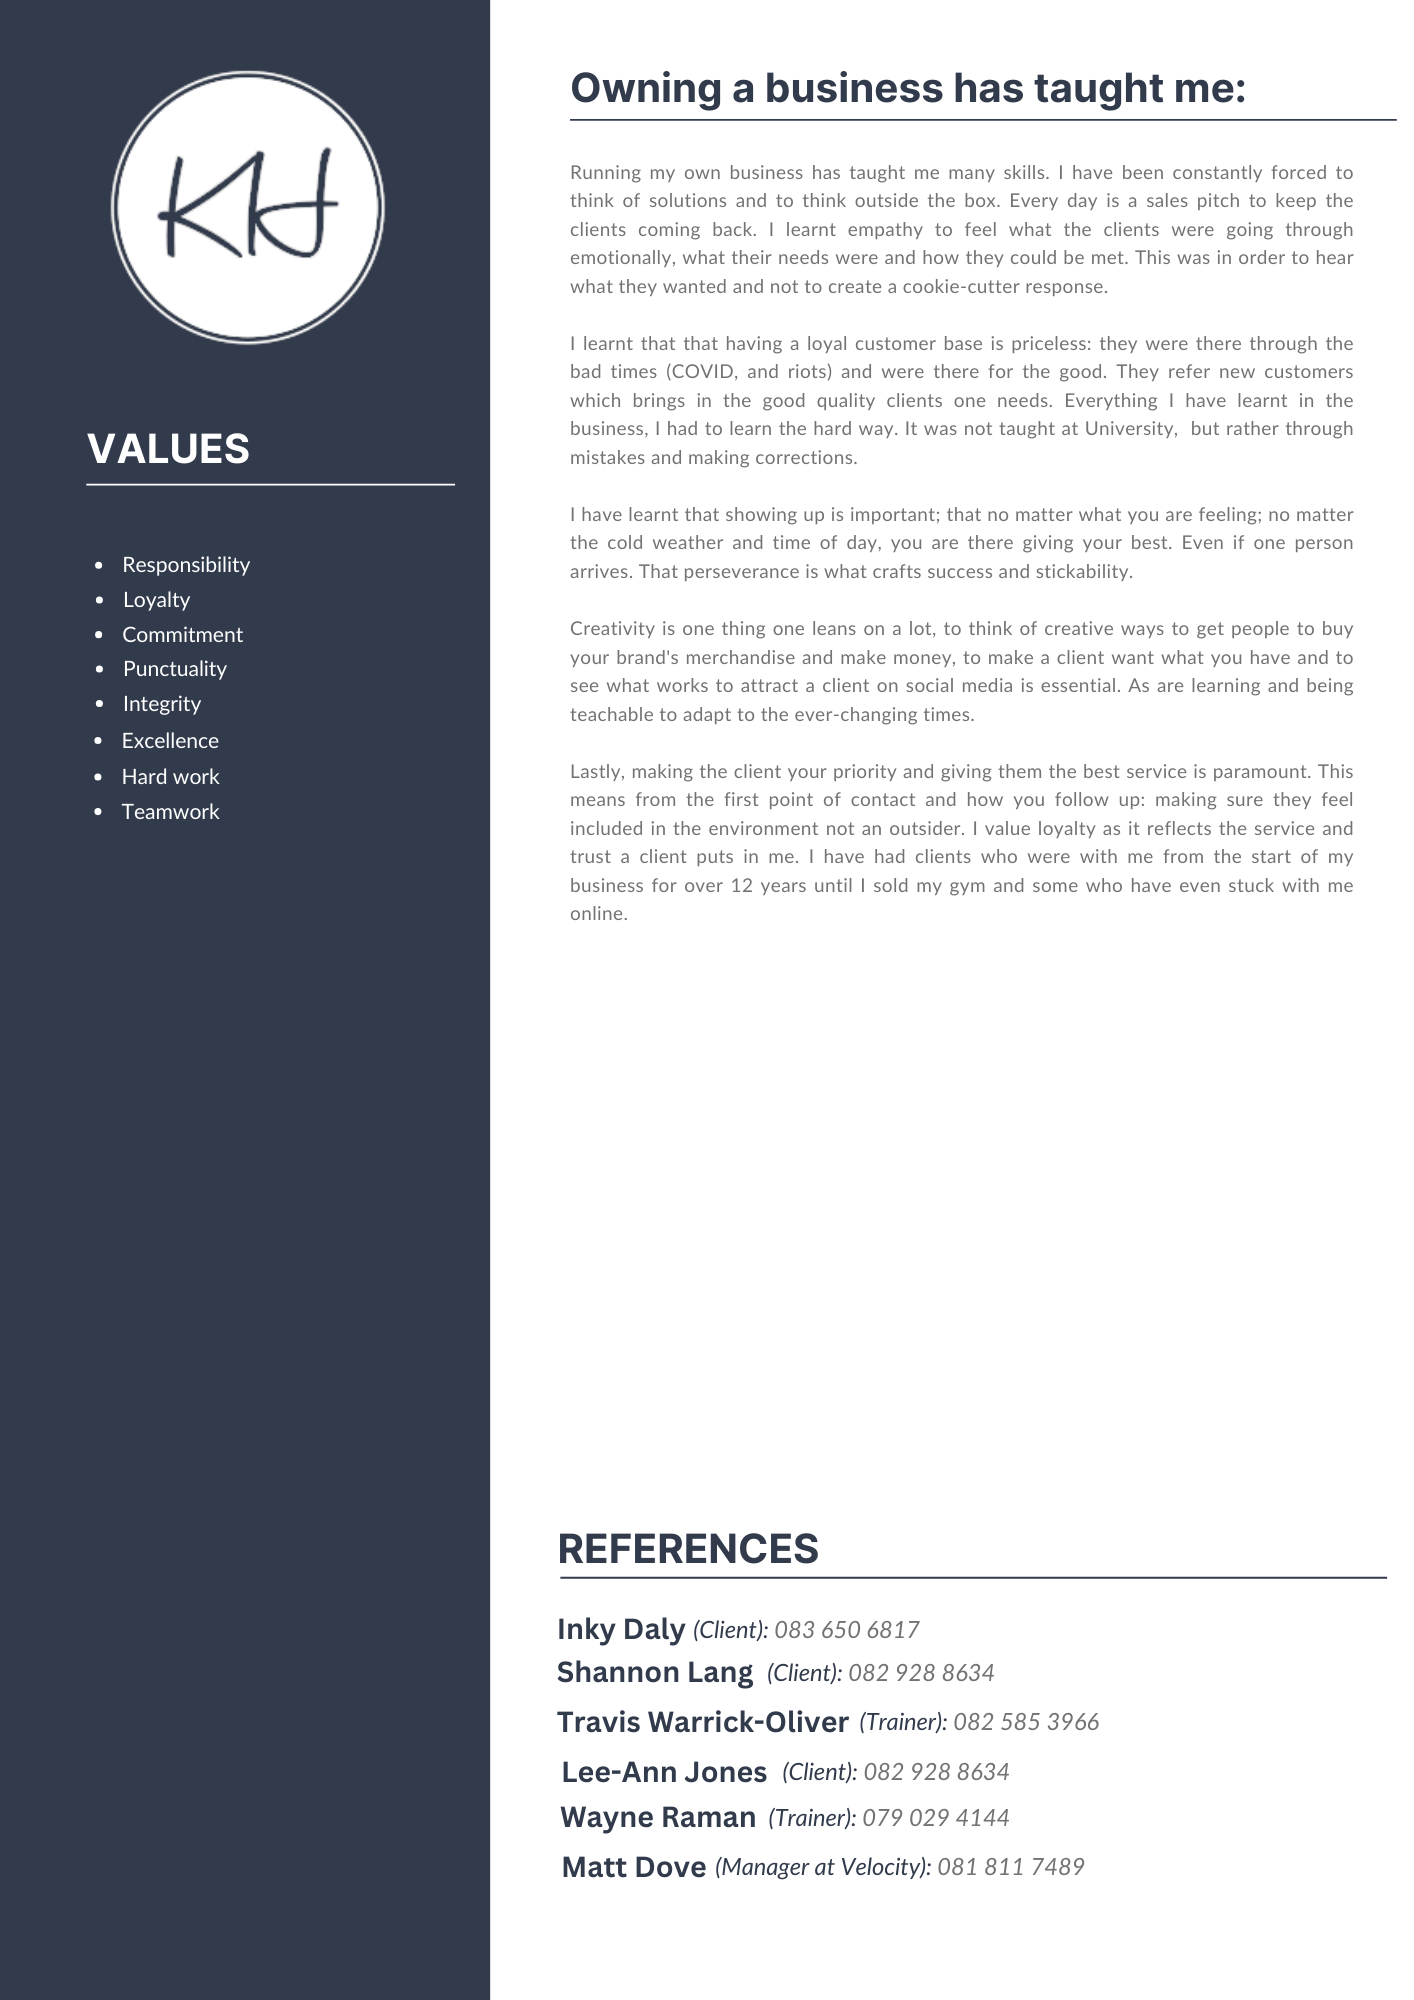 KH
VALUES
• Responsibility
• Loyalty
• Commitment
• Punctuality
• Integrity
• Excellence
• Hard work
• Teamwork
Owning a business has taught me:
Running my own business has taught me many skills. I have been constantly forced to
think of solutions and to think outside the box. Every day is a sales pitch to keep the
clients coming back. I learnt empathy to feel what the clients were going through
emotionally, what their needs were and how they could be met. This was in order to hear
what they wanted and not to create a cookie-cutter response.
I learnt that that having a loyal customer base is priceless: they were there through the
bad times (COVID, and riots) and were there for the good. They refer new customers
which brings in the good quality clients one needs. Everything I have learnt in the
business, I had to learn the hard way. It was not taught at University,  but rather through
mistakes and making corrections.
I have learnt that showing up is important; that no matter what you are feeling; no matter
the cold weather and time of day, you are there giving your best. Even if one person
arrives. That perseverance is what crafts success and stickability.
Creativity is one thing one leans on a lot, to think of creative ways to get people to buy
your brand's merchandise and make money, to make a client want what you have and to
see what works to attract a client on social media is essential. As are learning and being
teachable to adapt to the ever-changing times.
Lastly, making the client your priority and giving them the best service is paramount. This
means from the first point of contact and how you follow up: making sure they feel
included in the environment not an outsider. I value loyalty as it reflects the service and
trust a client puts in me. I have had clients who were with me from the start of my
business for over 12 years until I sold my gym and some who have even stuck with me
online.
REFERENCES
Inky Daly (Client): 083 650 6817
Shannon Lang (Client): 082 928 8634
Travis Warrick-Oliver (Trainer): 082 585 3966
Lee-Ann Jones (Client): 082 928 8634
Wayne Raman (Trainer): 079 029 4144
Matt Dove (Manager at Velocity): 081 811 7489